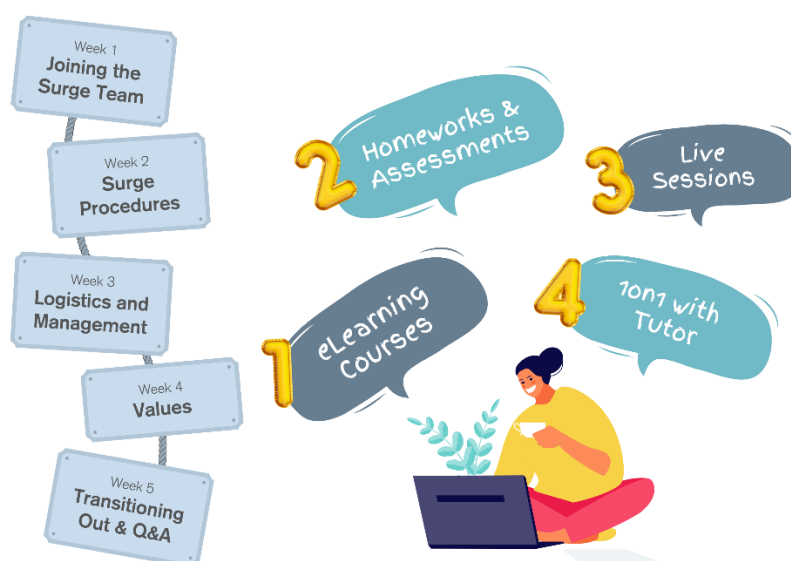 Week 1
Joining the
Surge Team
Week 2
Surge
Procedures
Week 3
Logistics and
Management
Week 4
Values
Week 5
Transitioning
Out & Q&A
1
eLearning
Courses
2
Homeworks &
Assessments
3
Live
Sessions
4
1on1 with
Tutor